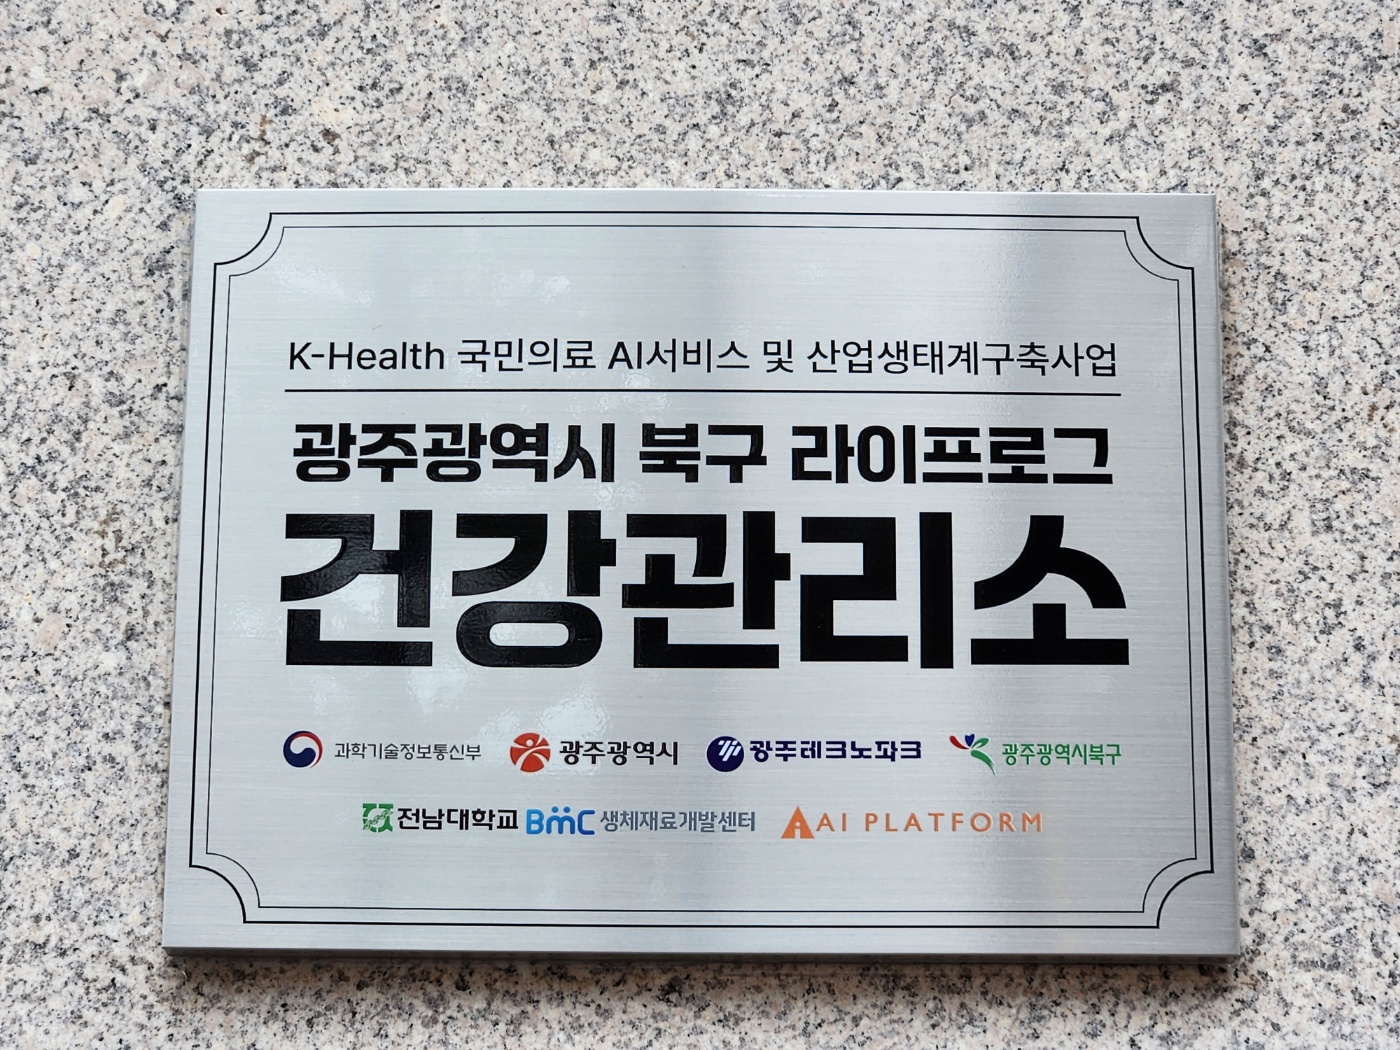 K-Health 국민의료 AI서비스 및 산업생태계구축사업
광주광역시 북구 라이프로그
건강관리소
과학기술정보통신부 광주광역시 광주테크노파크 광주광역시북구
전남대학교 BMC 생체재료개발센터 AI PLATFORM